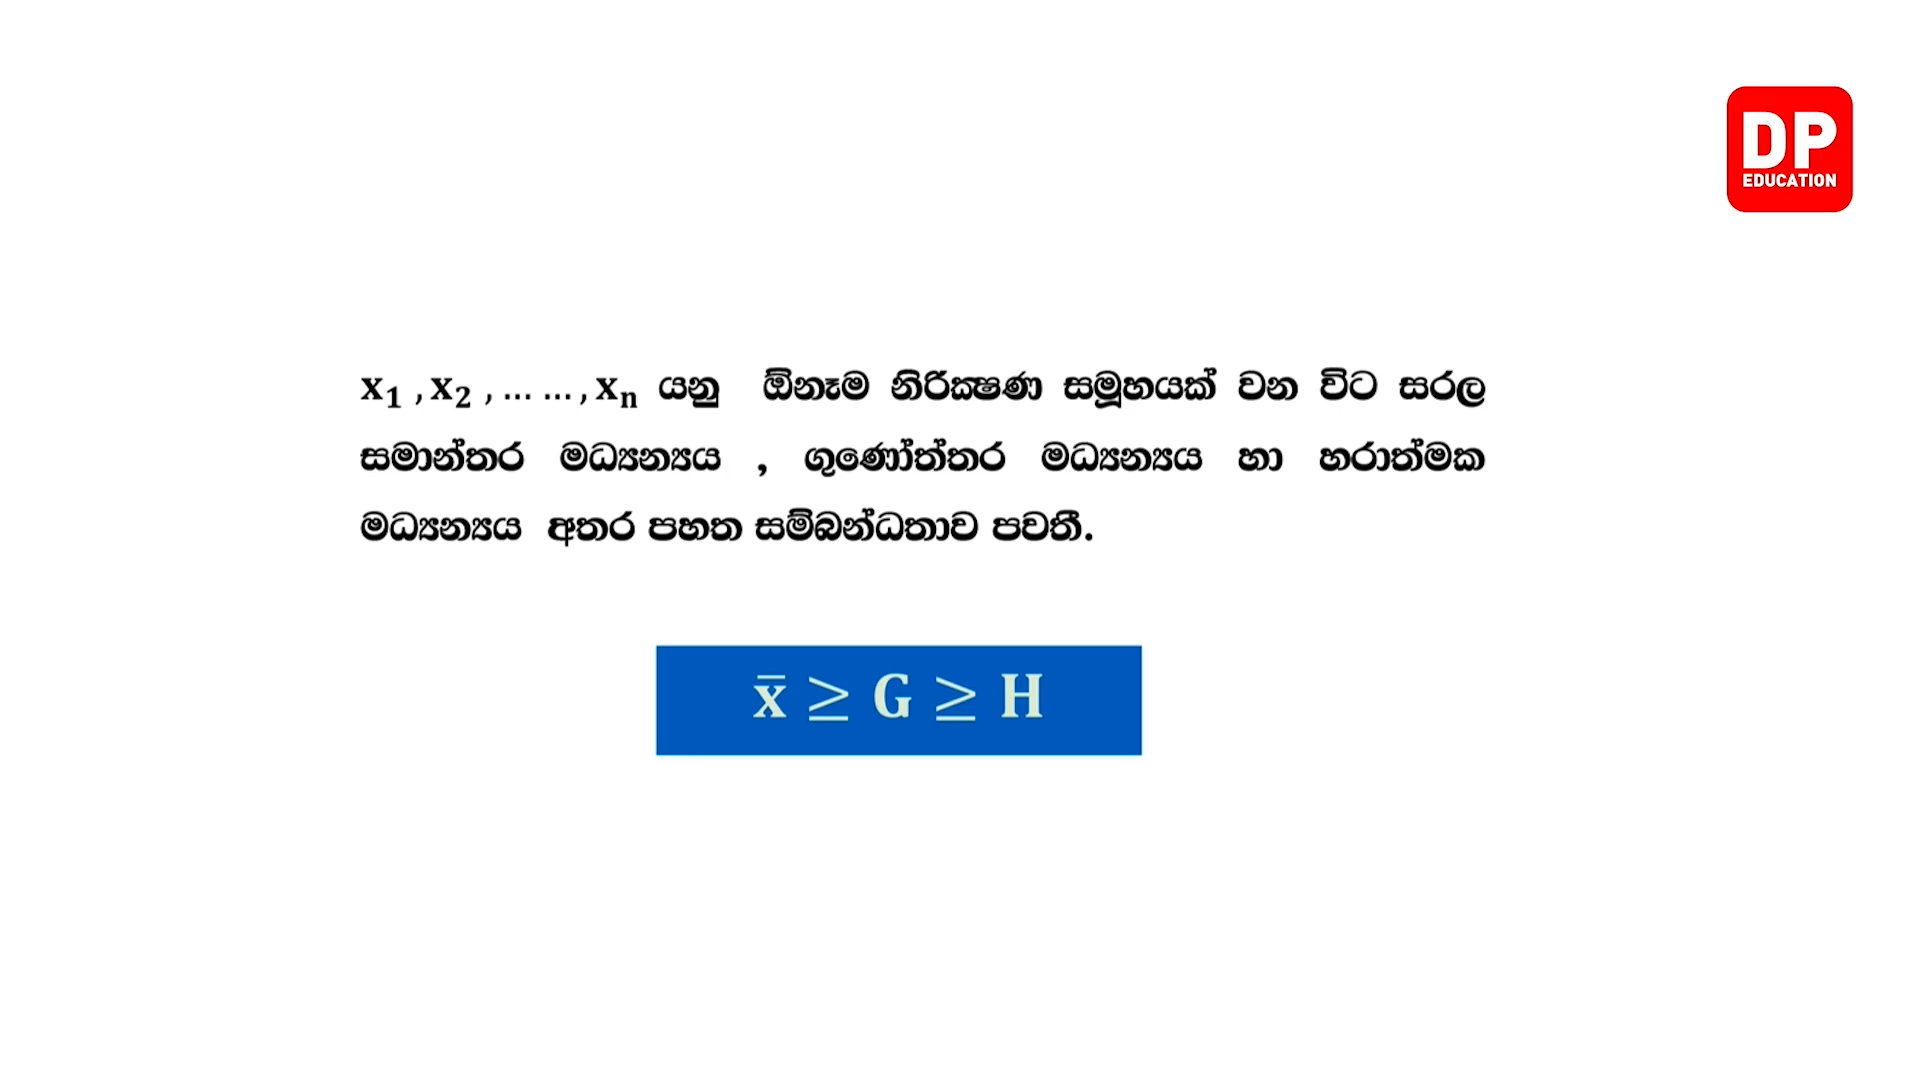 DP
EDUCATION
x₁ , x₂ , ... ... , xₙ යනු ඕනෑම නිරීක්‍ෂණ සමූහයක් වන විට සරල
සමාන්තර මධ්‍යන්‍යය , ගුණෝත්තර මධ්‍යන්‍යය හා හරාත්මක
මධ්‍යන්‍යය අතර පහත සම්බන්ධතාව පවතී.
x̄ ≥ G ≥ H